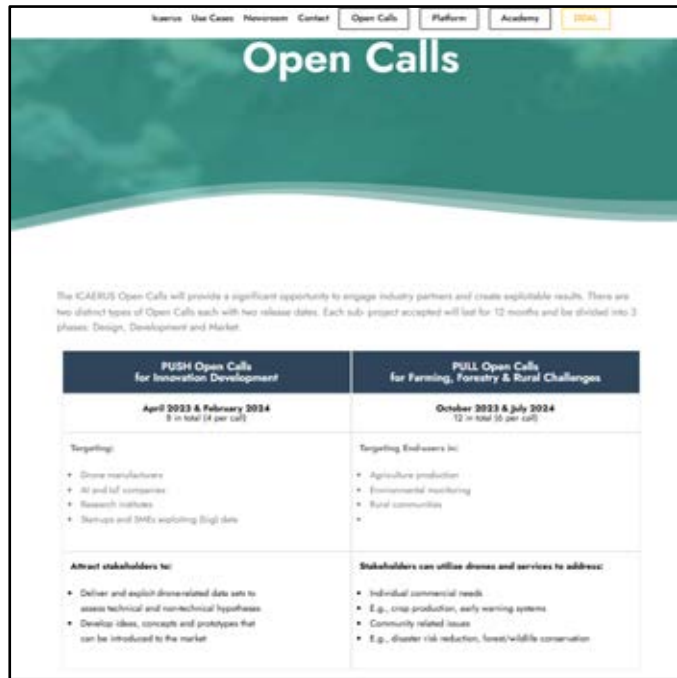 Icaerus Use Cases Newsroom Contact Open Calls Platform Academy DEAL
Open Calls
The ICAERUS Open Calls will provide a significant opportunity to engage industry partners and create exploitable results. There are
two distinct types of Open Calls each with two release dates. Each sub- project accepted will last for 12 months and be divided into 3
phases: Design, Development and Market.
PUSH Open Calls
for Innovation Development
April 2023 & February 2024
8 in total (4 per call)
Targeting:
• Drone manufacturers
• AI and IoT companies
• Research institutes
• Start-ups and SMEs exploiting (big) data
Attract stakeholders to:
• Deliver and exploit drone-related data sets to
assess technical and non-technical hypotheses
• Develop ideas, concepts and prototypes that
can be introduced to the market
PULL Open Calls
for Farming, Forestry & Rural Challenges
October 2023 & July 2024
12 in total (6 per call)
Targeting End-users in:
• Agriculture production
• Environmental monitoring
• Rural communities
•
Stakeholders can utilize drones and services to address:
• Individual commercial needs
• E.g., crop production, early warning systems
• Community related issues
• E.g., disaster risk reduction, forest/wildlife conservation